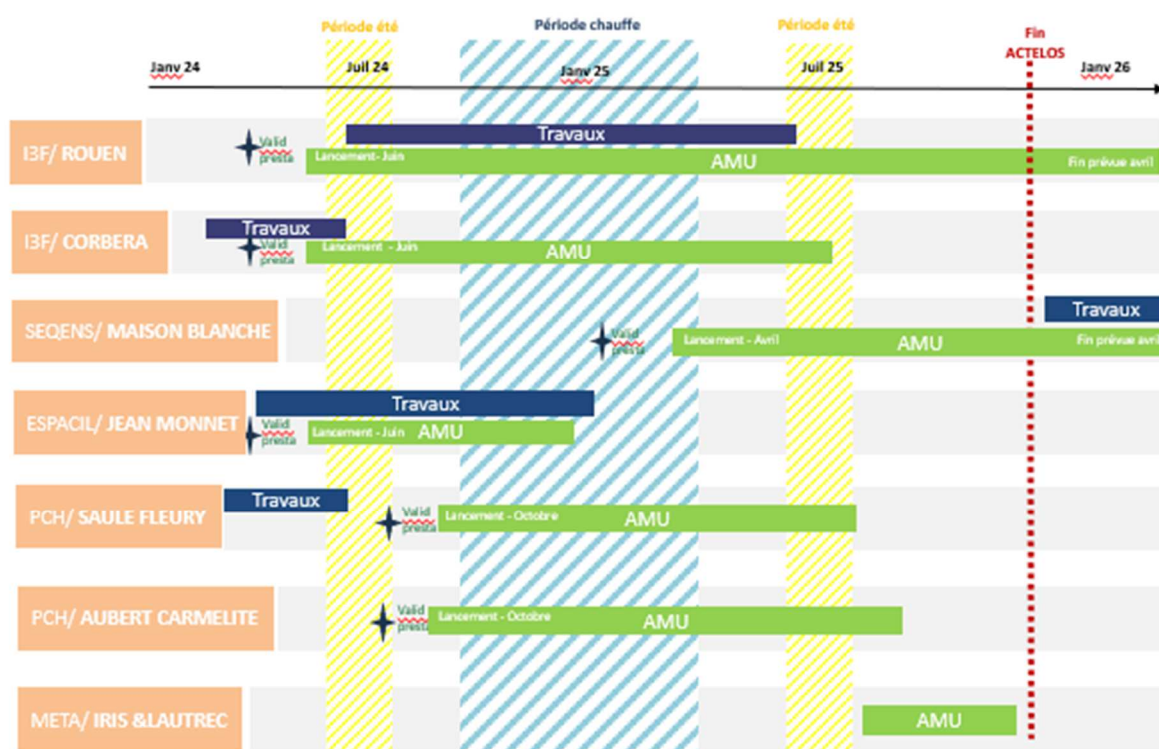 Période été
Période chauffe
Période été
Fin
ACTELOS
Janv 24
Juil 24
Janv 25
Juil 25
Janv 26
I3F/ ROUEN
Valid
presta
Travaux
Lancement- Juin
AMU
Fin prévue avril
I3F/ CORBERA
Travaux
Valid
presta
Lancement - Juin
AMU
SEQENS/ MAISON BLANCHE
Valid
presta
Travaux
Lancement - Avril
AMU
Fin prévue avril
ESPACIL/ JEAN MONNET
Travaux
Valid
presta
Lancement - Juin
AMU
PCH/ SAULE FLEURY
Travaux
Valid
presta
Lancement - Octobre
AMU
PCH/ AUBERT CARMELITE
Valid
presta
Lancement - Octobre
AMU
META/ IRIS &LAUTREC
AMU